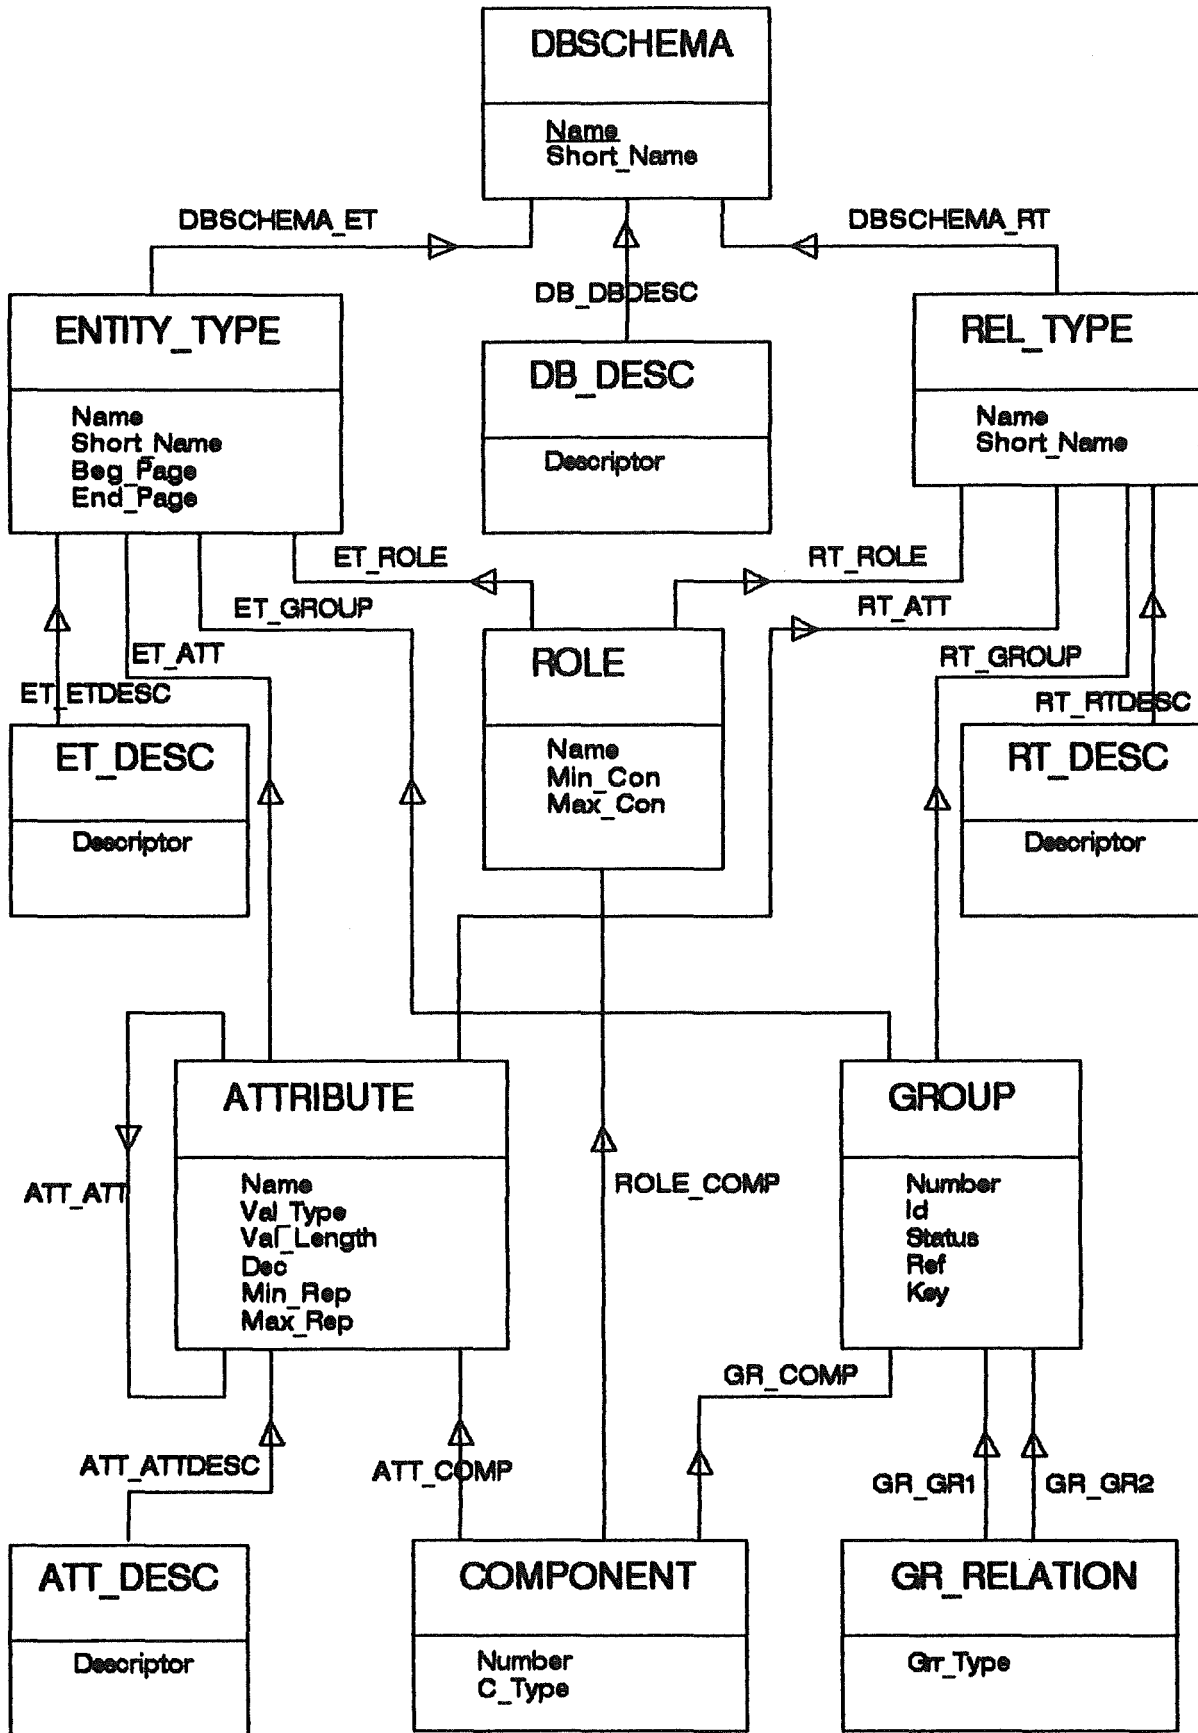 DBSCHEMA
Name
Short_Name
DBSCHEMA_ET
DBSCHEMA_RT
DB_DBDESC
ENTITY_TYPE
Name
Short_Name
Beg_Page
End_Page
DB_DESC
Descriptor
REL_TYPE
Name
Short_Name
ET_ROLE
RT_ROLE
ET_GROUP
RT_ATT
ET_ATT
RT_GROUP
ET_ETDESC
RT_RTDESC
ROLE
Name
Min_Con
Max_Con
ET_DESC
Descriptor
RT_DESC
Descriptor
ATTRIBUTE
Name
Val_Type
Val_Length
Dec
Min_Rep
Max_Rep
GROUP
Number
Id
Status
Ref
Key
ATT_ATT
ROLE_COMP
GR_COMP
ATT_ATTDESC
ATT_COMP
GR_GR1
GR_GR2
ATT_DESC
Descriptor
COMPONENT
Number
C_Type
GR_RELATION
Grr_Type